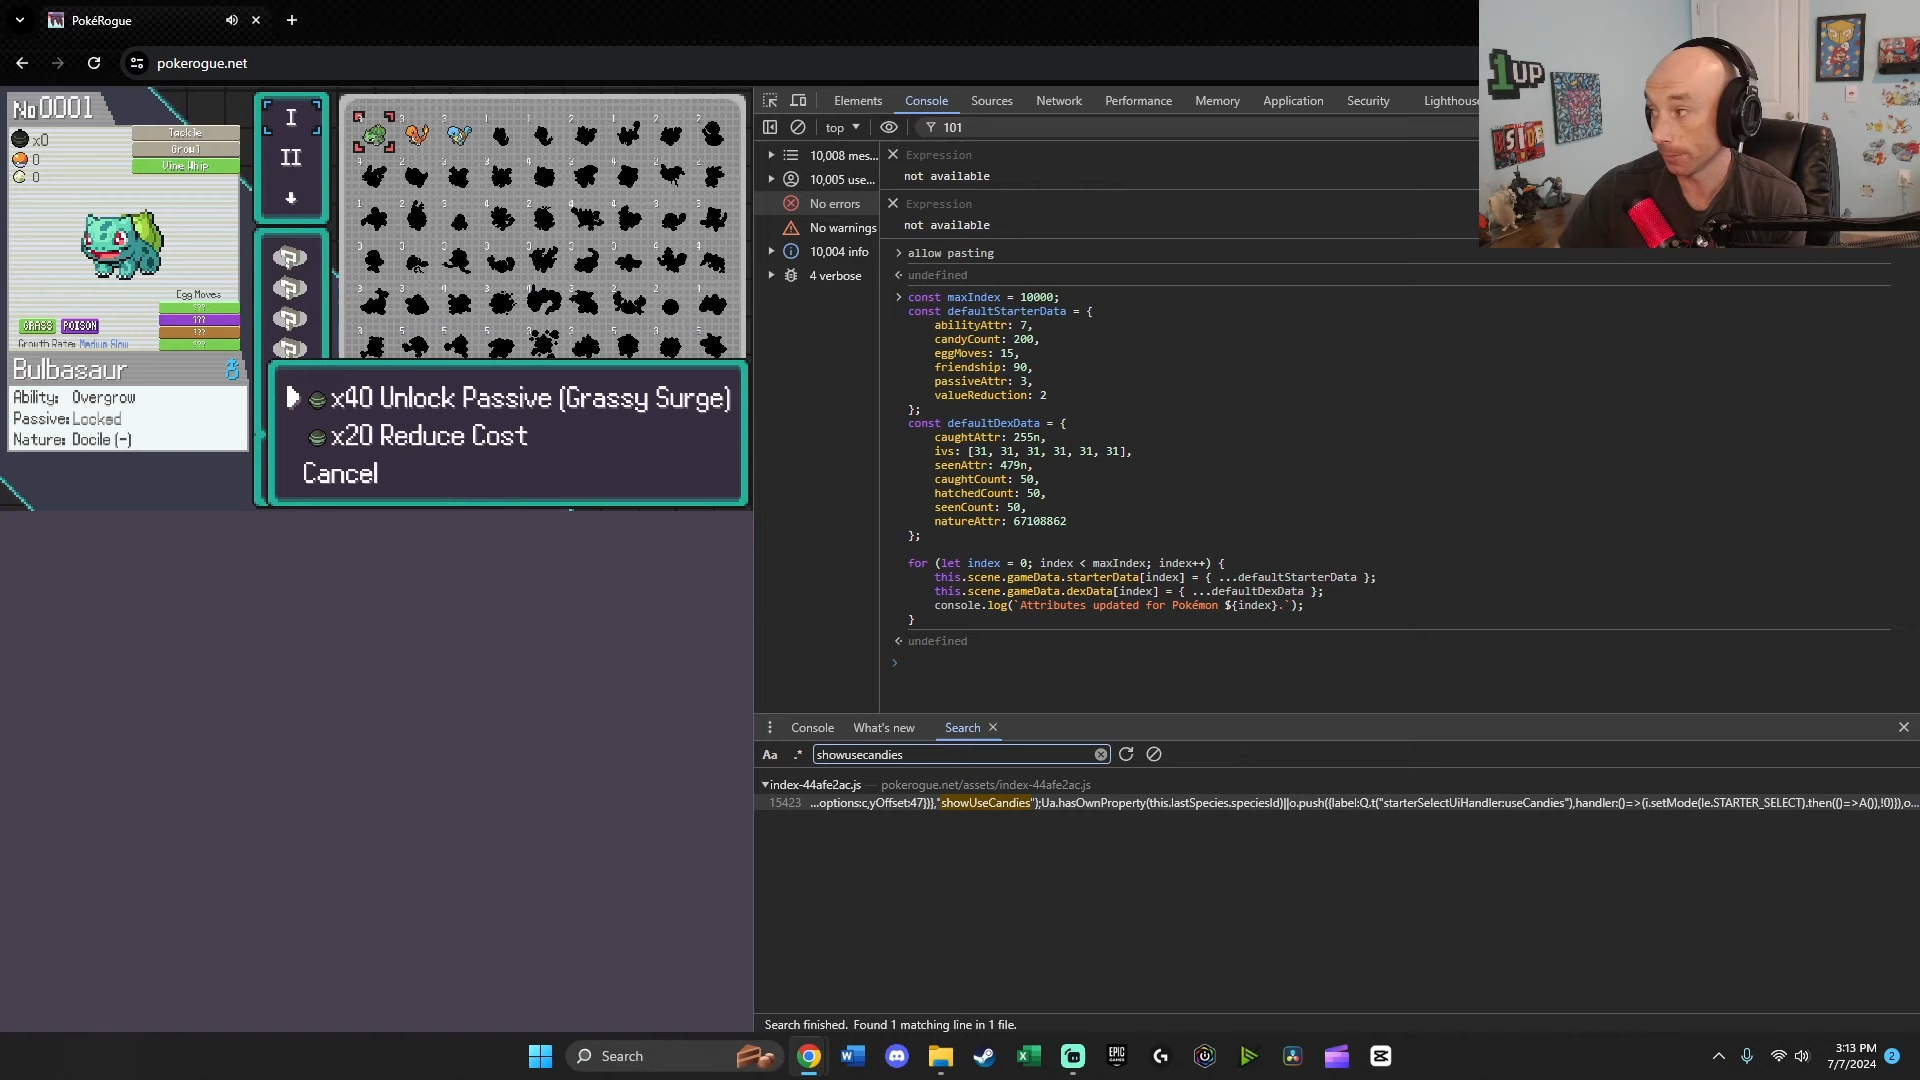 PokéRogue
pokerogue.net
No0001
x0
0
0
Tackle
Growl
Vine Whip
Egg Moves
???
???
???
???
GRASS POISON
Growth Rate: Medium Slow
Bulbasaur
Ability: Overgrow
Passive: Locked
Nature: Docile (-)
I
II
x40 Unlock Passive (Grassy Surge)
x20 Reduce Cost
Cancel
Elements Console Sources Network Performance Memory Application Security Lighthous
top
101
10,008 mes...
10,005 use...
No errors
No warnings
10,004 info
4 verbose
Expression
not available
Expression
not available
allow pasting
undefined
const maxIndex = 10000;
const defaultStarterData = {
abilityAttr: 7,
candyCount: 200,
eggMoves: 15,
friendship: 90,
passiveAttr: 3,
valueReduction: 2
};
const defaultDexData = {
caughtAttr: 255n,
ivs: [31, 31, 31, 31, 31, 31],
seenAttr: 479n,
caughtCount: 50,
hatchedCount: 50,
seenCount: 50,
natureAttr: 67108862
};
for (let index = 0; index < maxIndex; index++) {
this.scene.gameData.starterData[index] = { ...defaultStarterData };
this.scene.gameData.dexData[index] = { ...defaultDexData };
console.log(`Attributes updated for Pokémon ${index}.`);
}
undefined
Console What's new Search
Aa .* showusecandies
index-44afe2ac.js — pokerogue.net/assets/index-44afe2ac.js
15423 ...options:c,yOffset:47})},"showUseCandies");Ua.hasOwnProperty(this.lastSpecies.speciesId)||o.push({label:Q.t("starterSelectUiHandler:useCandies"),handler:()=>(i.setMode(le.STARTER_SELECT).then(()=>A()),!0)}),o...
Search finished. Found 1 matching line in 1 file.
1UP
BSIDE
Search
EPIC GAMES
3:13 PM
7/7/2024
2